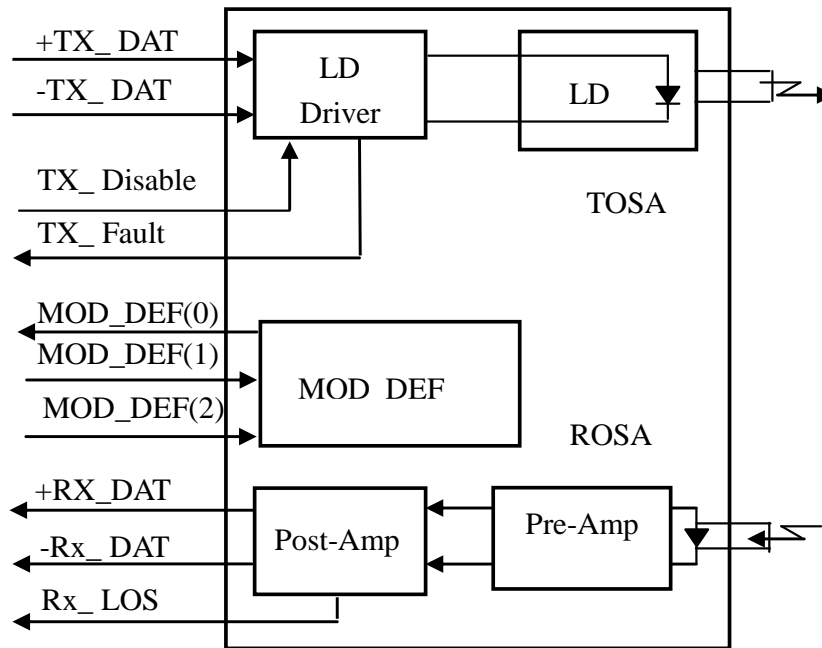 +TX_ DAT
-TX_ DAT
LD
Driver
LD
TX_ Disable
TX_ Fault
TOSA
MOD_DEF(0)
MOD_DEF(1)
MOD_DEF(2)
MOD DEF
ROSA
+RX_DAT
-Rx_ DAT
Rx_ LOS
Post-Amp
Pre-Amp